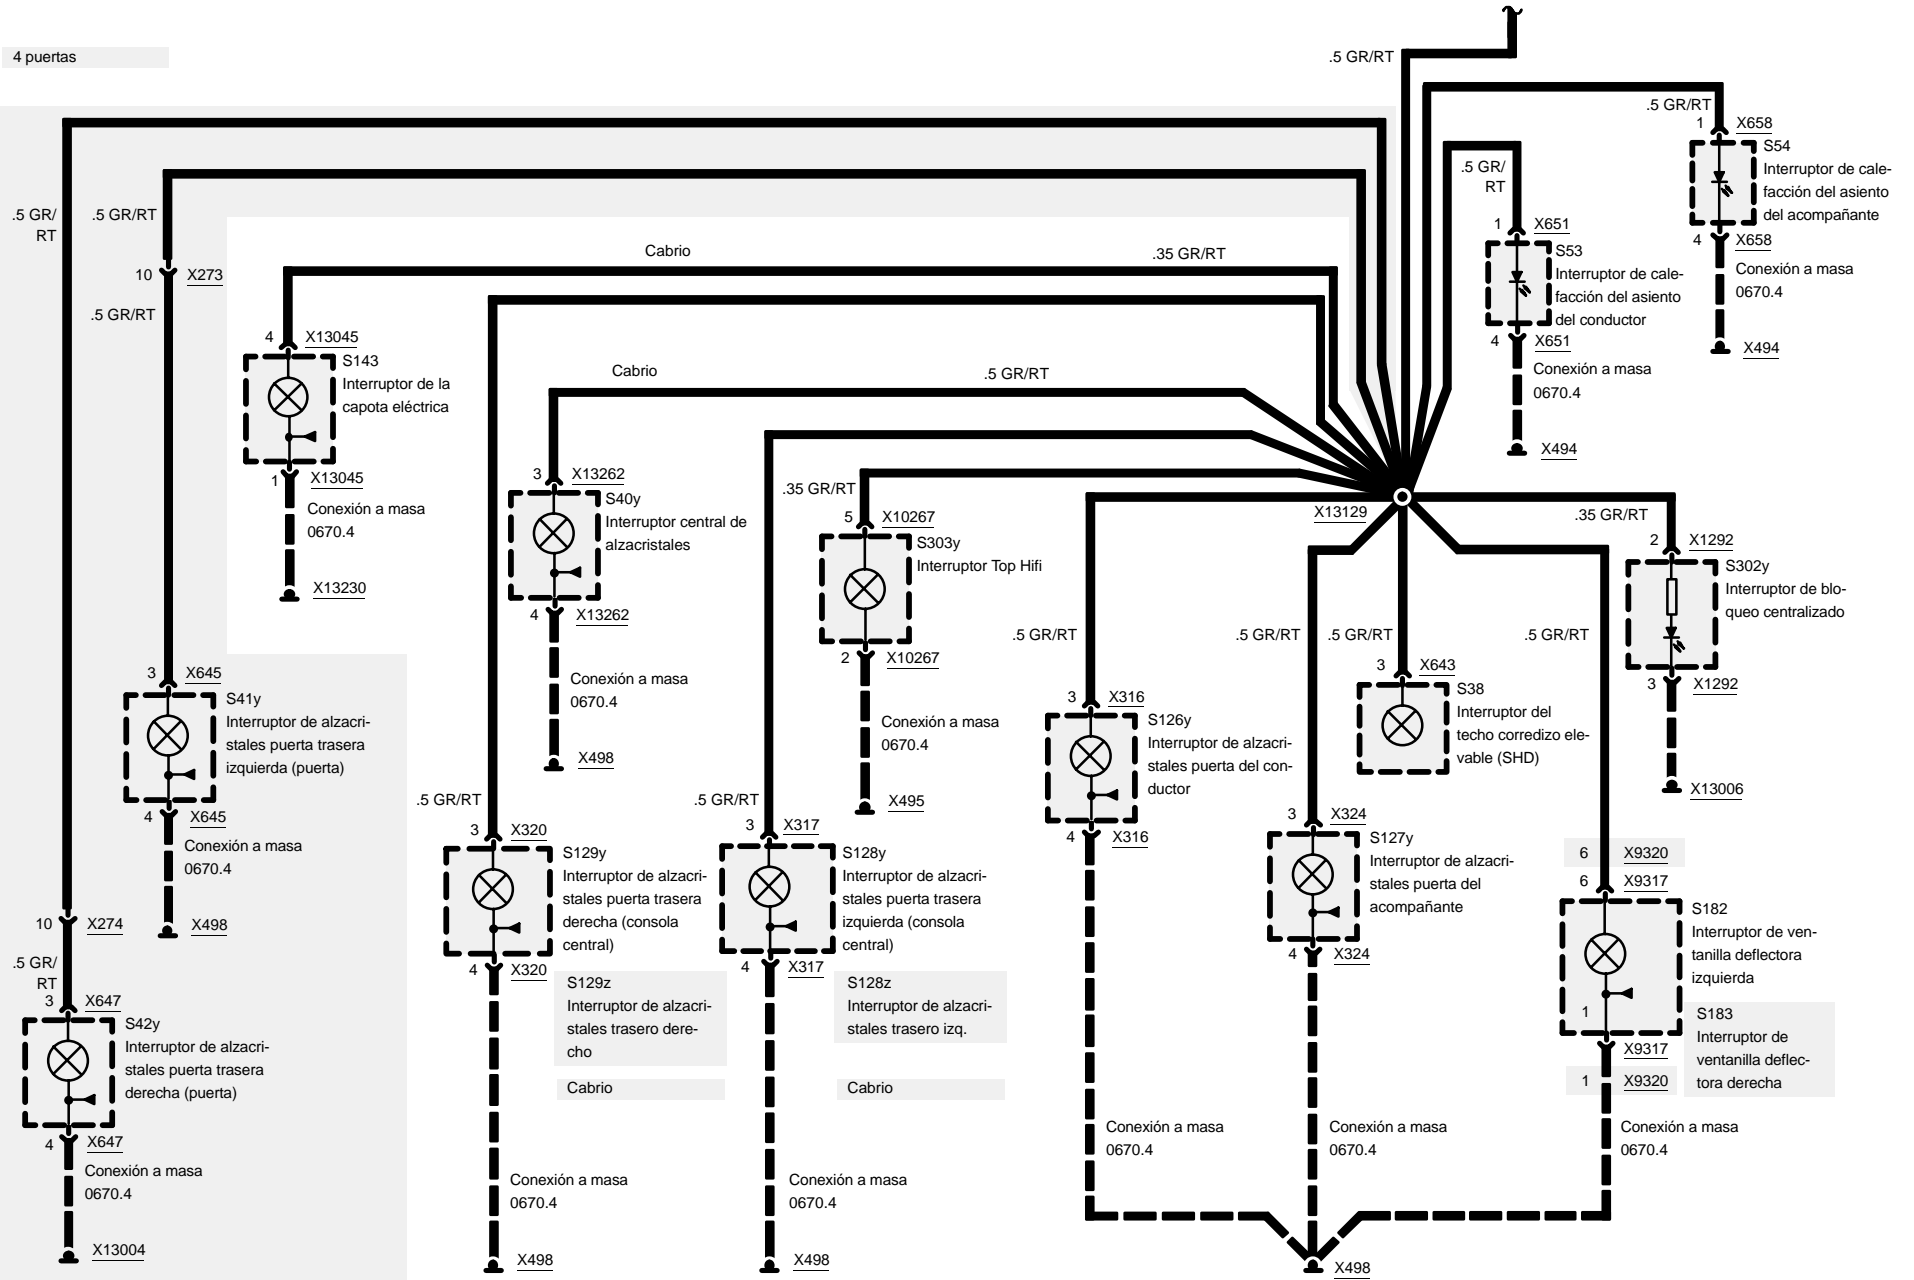 4 puertas
.5 GR/RT
.5 GR/RT
1 X658
S54
Interruptor de cale-
facción del asiento
del acompañante
4 X658
Conexión a masa
0670.4
X494
.5 GR/
RT
1 X651
S53
Interruptor de cale-
facción del asiento
del conductor
4 X651
Conexión a masa
0670.4
X494
.5 GR/
RT
.5 GR/RT
10 X273
.5 GR/RT
Cabrio
.35 GR/RT
4 X13045
S143
Interruptor de la
capota eléctrica
1 X13045
Conexión a masa
0670.4
X13230
Cabrio
.5 GR/RT
3 X13262
S40y
Interruptor central de
alzacristales
4 X13262
Conexión a masa
0670.4
X498
.35 GR/RT
5 X10267
S303y
Interruptor Top Hifi
2 X10267
Conexión a masa
0670.4
X495
X13129
.35 GR/RT
2 X1292
S302y
Interruptor de blo-
queo centralizado
3 X1292
X13006
.5 GR/RT
.5 GR/RT
.5 GR/RT
.5 GR/RT
3 X643
S38
Interruptor del
techo corredizo ele-
vable (SHD)
3 X645
S41y
Interruptor de alzacri-
stales puerta trasera
izquierda (puerta)
4 X645
Conexión a masa
0670.4
X498
3 X316
S126y
Interruptor de alzacri-
stales puerta del con-
ductor
4 X316
.5 GR/RT
3 X320
S129y
Interruptor de alzacri-
stales puerta trasera
derecha (consola
central)
4 X320
S129z
Interruptor de alzacri-
stales trasero dere-
cho
Cabrio
.5 GR/RT
3 X317
S128y
Interruptor de alzacri-
stales puerta trasera
izquierda (consola
central)
4 X317
S128z
Interruptor de alzacri-
stales trasero izq.
Cabrio
3 X324
S127y
Interruptor de alzacri-
stales puerta del
acompañante
4 X324
6 X9320
6 X9317
S182
Interruptor de ven-
tanilla deflectora
izquierda
1
S183
Interruptor de
ventanilla deflec-
tora derecha
X9317
1 X9320
10 X274
.5 GR/
RT
3 X647
S42y
Interruptor de alzacri-
stales puerta trasera
derecha (puerta)
4 X647
Conexión a masa
0670.4
X13004
Conexión a masa
0670.4
X498
Conexión a masa
0670.4
X498
Conexión a masa
0670.4
Conexión a masa
0670.4
Conexión a masa
0670.4
X498